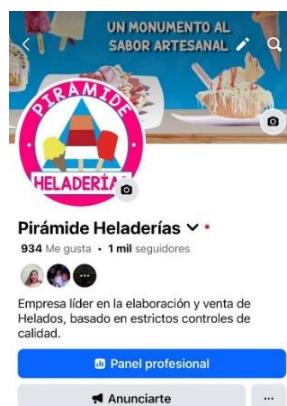 UN MONUMENTO AL
SABOR ARTESANAL
PIRAMIDE
HELADERÍAS
Pirámide Heladerías
934 Me gusta • 1 mil seguidores
Empresa líder en la elaboración y venta de
Helados, basado en estrictos controles de
calidad.
Panel profesional
Anunciarte